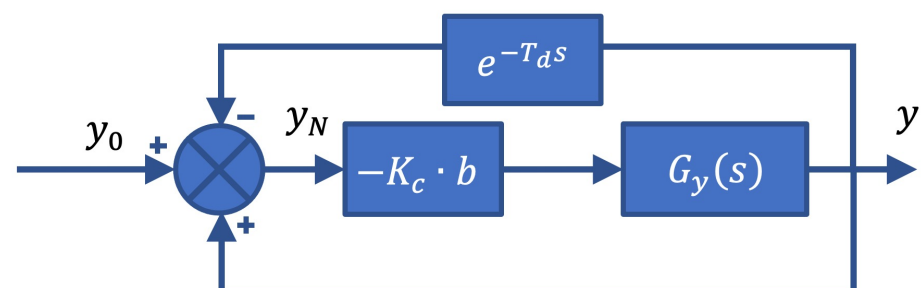 e^{-T_d s}
−
y_0
+
y_N
−K_c · b
G_y(s)
y
+